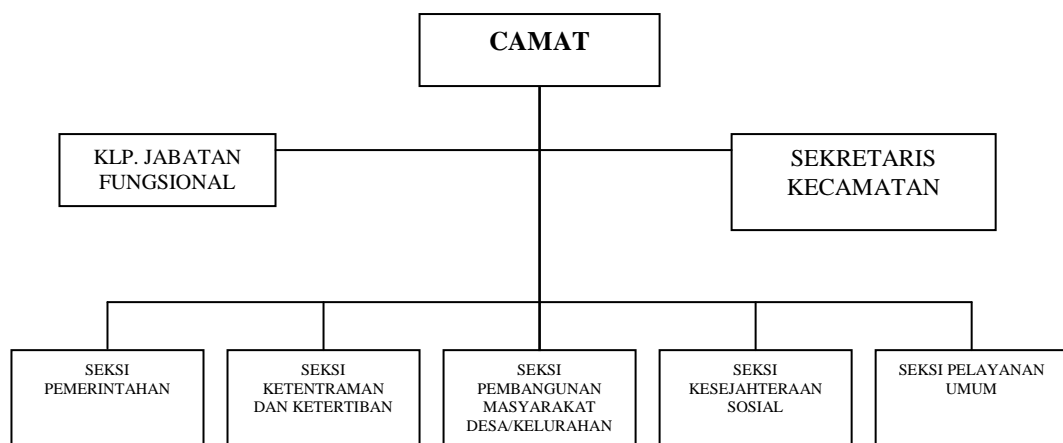 CAMAT
KLP. JABATAN
FUNGSIONAL
SEKRETARIS
KECAMATAN
SEKSI
PEMERINTAHAN
SEKSI
KETENTRAMAN
DAN KETERTIBAN
SEKSI
PEMBANGUNAN
MASYARAKAT
DESA/KELURAHAN
SEKSI
KESEJAHTERAAN
SOSIAL
SEKSI PELAYANAN
UMUM